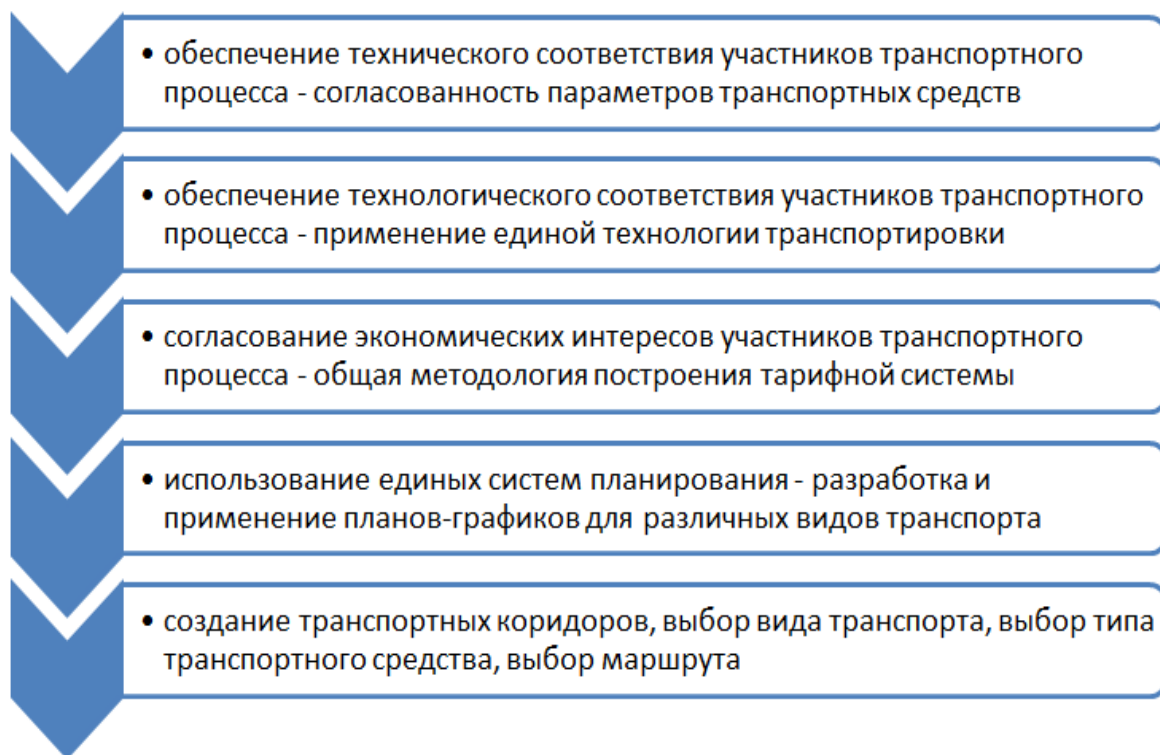 • обеспечение технического соответствия участников транспортного
процесса - согласованность параметров транспортных средств
• обеспечение технологического соответствия участников транспортного
процесса - применение единой технологии транспортировки
• согласование экономических интересов участников транспортного
процесса - общая методология построения тарифной системы
• использование единых систем планирования - разработка и
применение планов-графиков для различных видов транспорта
• создание транспортных коридоров, выбор вида транспорта, выбор типа
транспортного средства, выбор маршрута